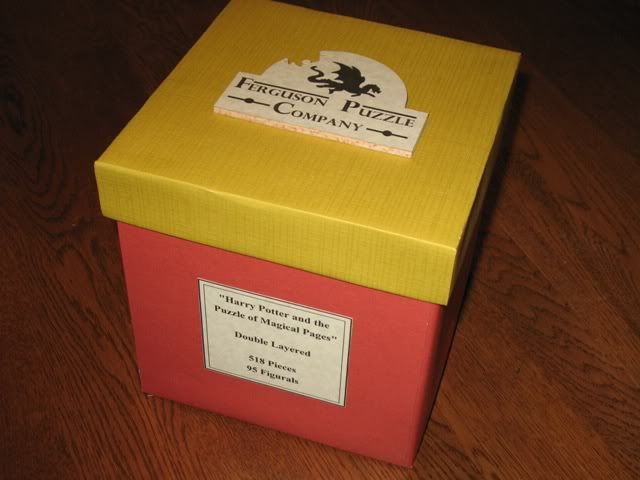 Ferguson Puzzle
Company
"Harry Potter and the
Puzzle of Magical Pages"
Double Layered
518 Pieces
95 Figurals